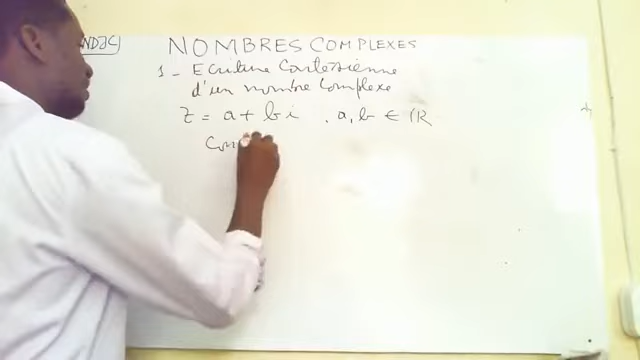 NOMBRES COMPLEXES
1 - Ecriture Cartesienne
d'un nombre Complexe
z = a + bi , a, b ∈ IR